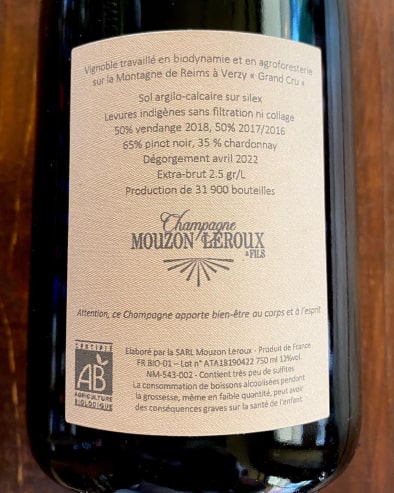 Vignoble travaillé en biodynamie et en agroforesterie
sur la Montagne de Reims à Verzy « Grand Cru »
Sol argilo-calcaire sur silex
Levures indigènes sans filtration ni collage
50% vendange 2018, 50% 2017/2016
65% pinot noir, 35 % chardonnay
Dégorgement avril 2022
Extra-brut 2.5 gr/L
Production de 31 900 bouteilles
Champagne
MOUZON LEROUX
& FILS
Attention, ce Champagne apporte bien-être au corps et à l'esprit
CERTIFIÉ
AB
AGRICULTURE
BIOLOGIQUE
Elaboré par la SARL Mouzon Leroux - Produit de France
FR BIO-01 – Lot n° ATA18190422 750 ml 12%vol.
NM-543-002 - Contient très peu de sulfites
La consommation de boissons alcoolisées pendant
la grossesse, même en faible quantité, peut avoir
des conséquences graves sur la santé de l'enfant